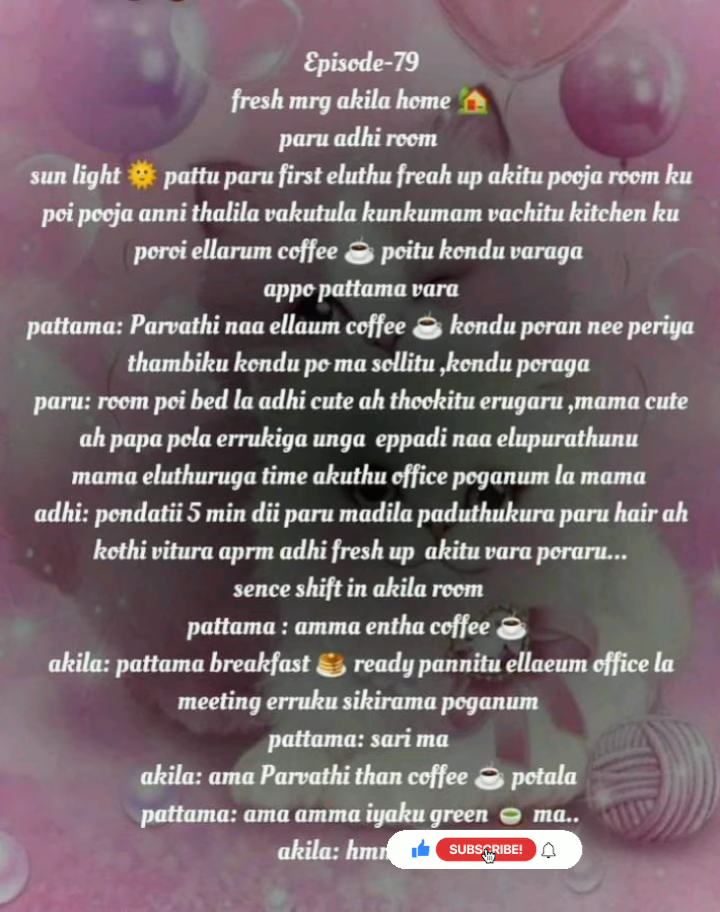 Episode-79
fresh mrg akila home 🏡
paru adhi room
sun light 🌞 pattu paru first eluthu freah up akitu pooja room ku
poi pooja anni thalila vakutula kunkumam vachitu kitchen ku
poroi ellarum coffee ☕ poitu kondu varaga
appo pattama vara
pattama: Parvathi naa ellaum coffee ☕ kondu poran nee periya
thambiku kondu po ma sollitu ,kondu poraga
paru: room poi bed la adhi cute ah thookitu erugaru ,mama cute
ah papa pola errukiga unga eppadi naa elupurathunu
mama eluthuruga time akuthu office poganum la mama
adhi: pondatii 5 min dii paru madila paduthukura paru hair ah
kothi vitura aprm adhi fresh up akitu vara poraru...
sence shift in akila room
pattama : amma entha coffee ☕
akila: pattama breakfast 🥞 ready pannitu ellaeum office la
meeting erruku sikirama poganum
pattama: sari ma
akila: ama Parvathi than coffee ☕ potala
pattama: ama amma iyaku green 🍵 ma..
akila:
SUBSCRIBE!